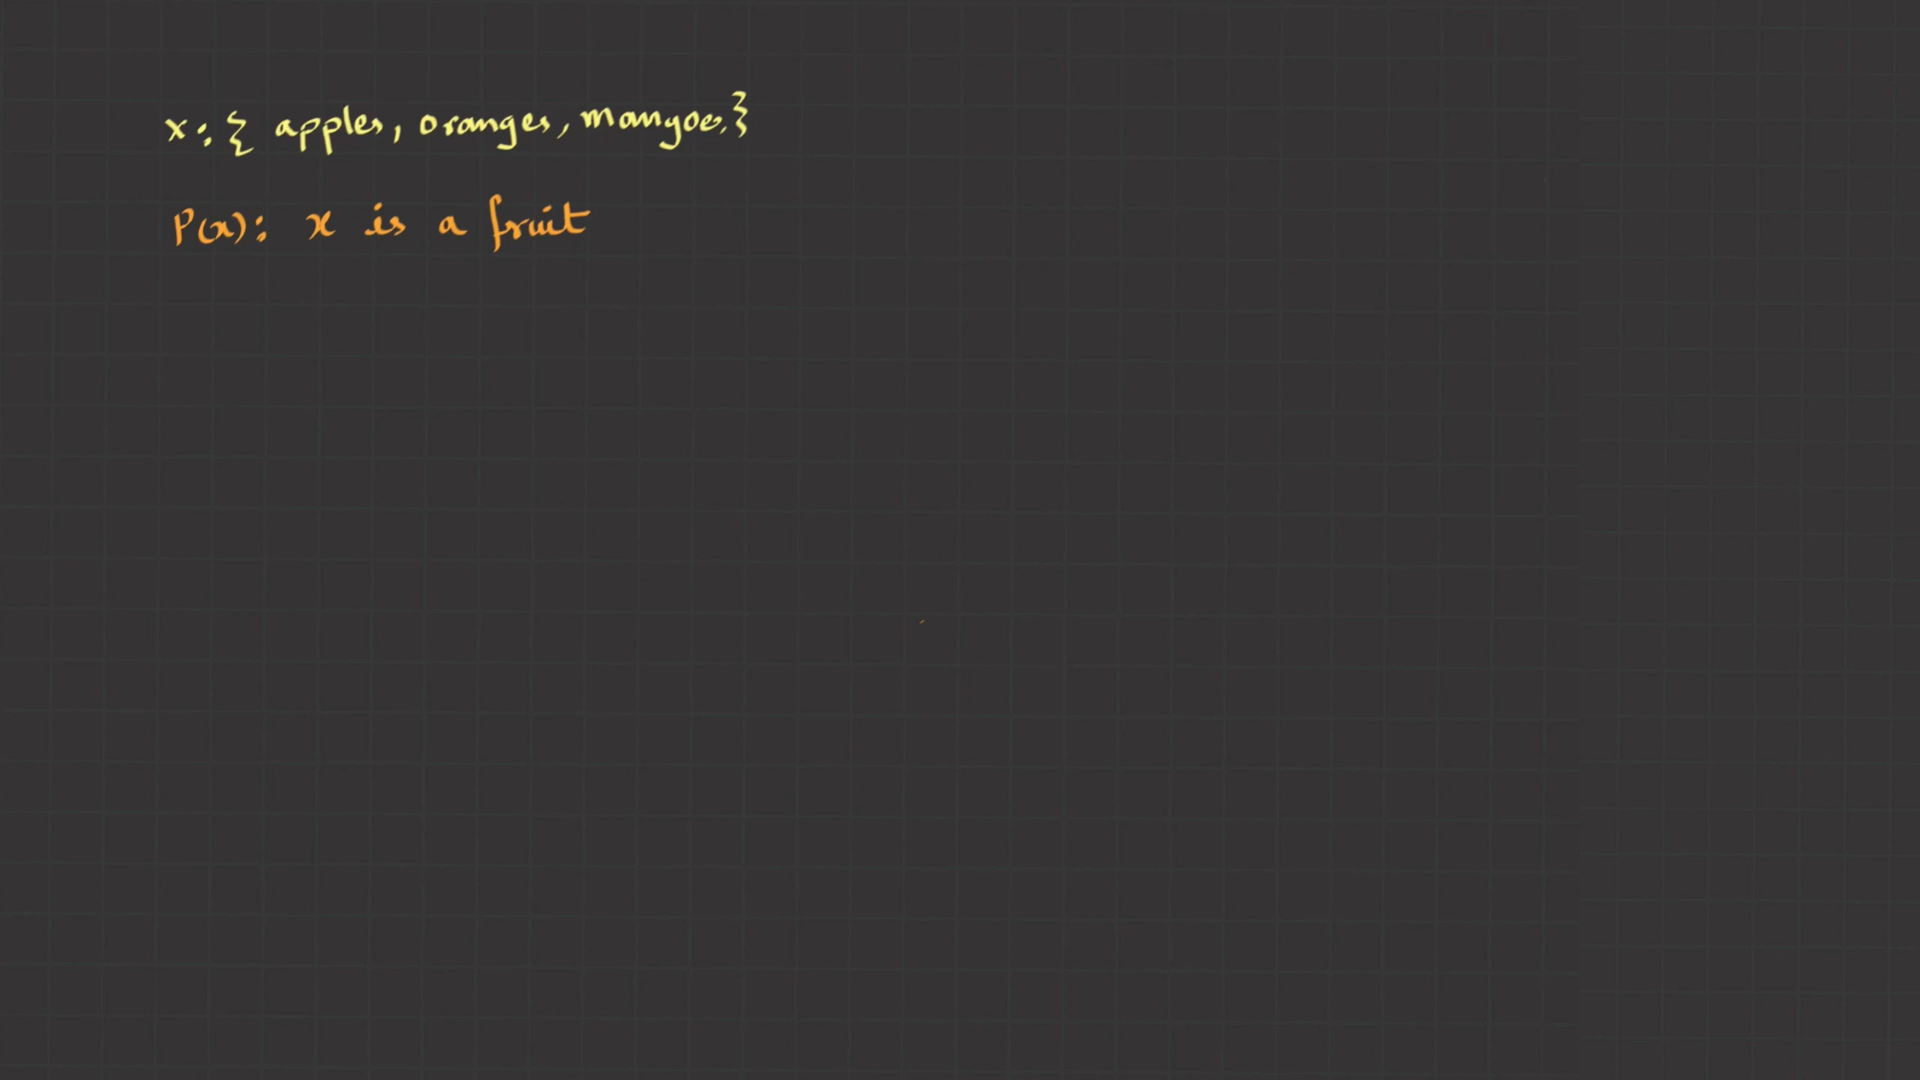 x: { apples, oranges, mangoes}
P(x): x is a fruit